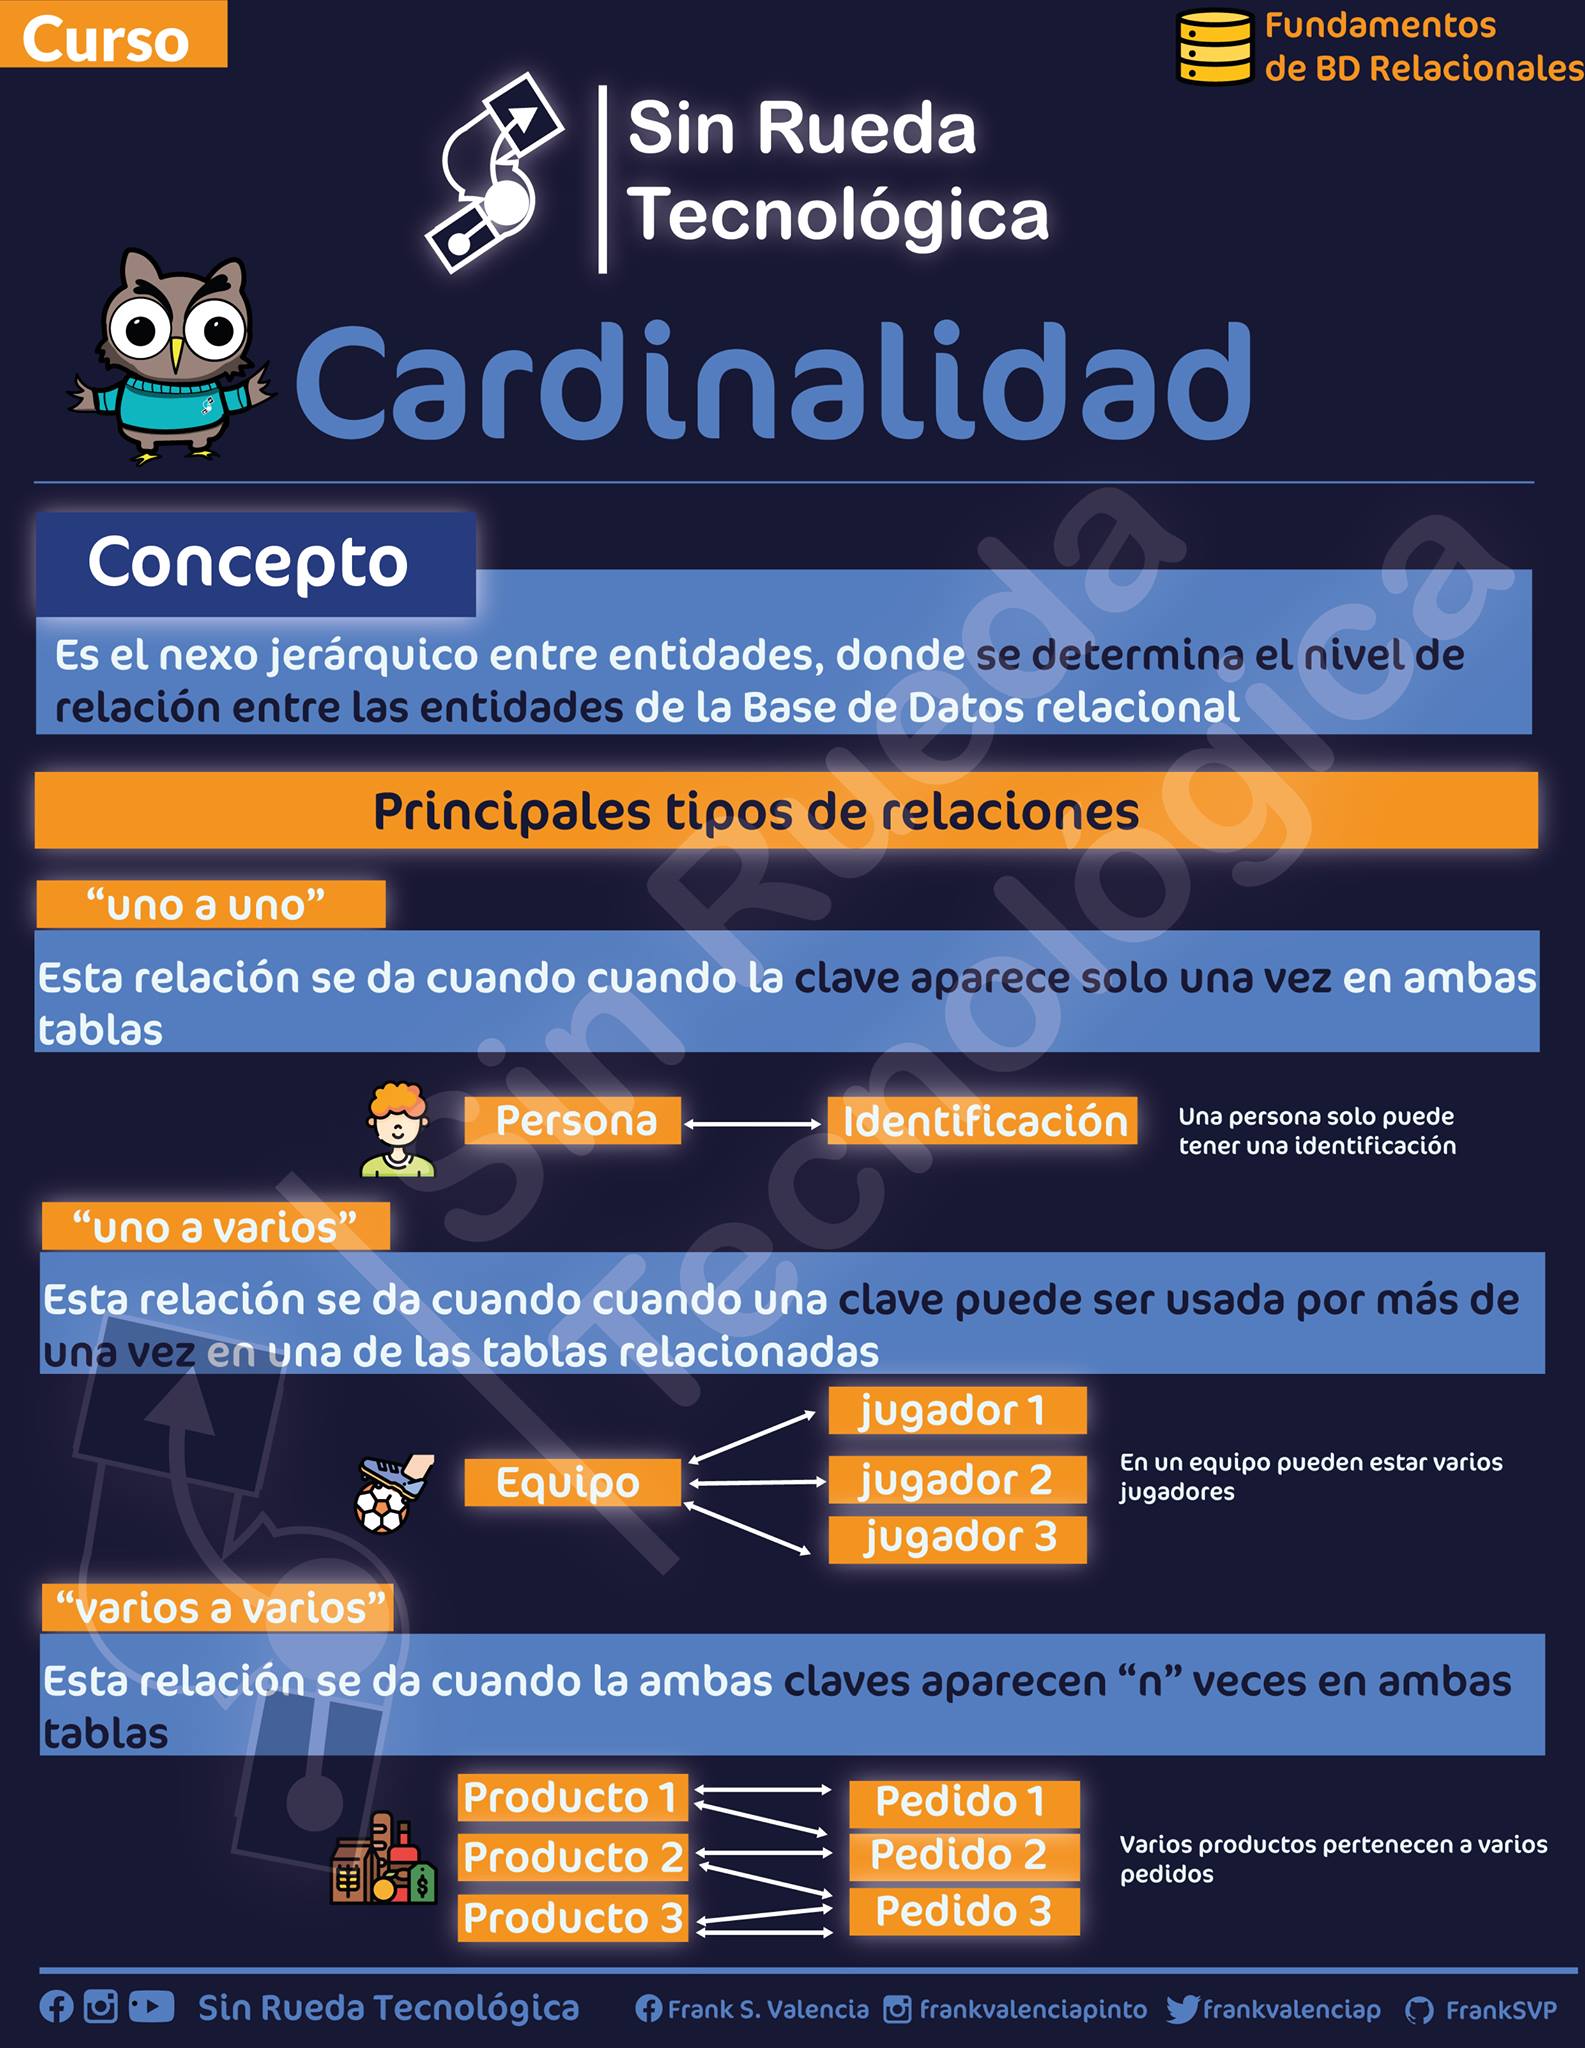 Curso
Fundamentos
de BD Relacionales
Sin Rueda
Tecnológica
Cardinalidad
Concepto
Es el nexo jerárquico entre entidades, donde se determina el nivel de
relación entre las entidades de la Base de Datos relacional
Principales tipos de relaciones
“uno a uno”
Esta relación se da cuando cuando la clave aparece solo una vez en ambas
tablas
Persona
Identificación
Una persona solo puede
tener una identificación
“uno a varios”
Esta relación se da cuando cuando una clave puede ser usada por más de
una vez en una de las tablas relacionadas
Equipo
jugador 1
jugador 2
jugador 3
En un equipo pueden estar varios
jugadores
“varios a varios”
Esta relación se da cuando la ambas claves aparecen “n” veces en ambas
tablas
Producto 1
Producto 2
Producto 3
Pedido 1
Pedido 2
Pedido 3
Varios productos pertenecen a varios
pedidos
Sin Rueda
Tecnológica
Sin Rueda Tecnológica
Frank S. Valencia
frankvalenciapinto
frankvalenciap
FrankSVP